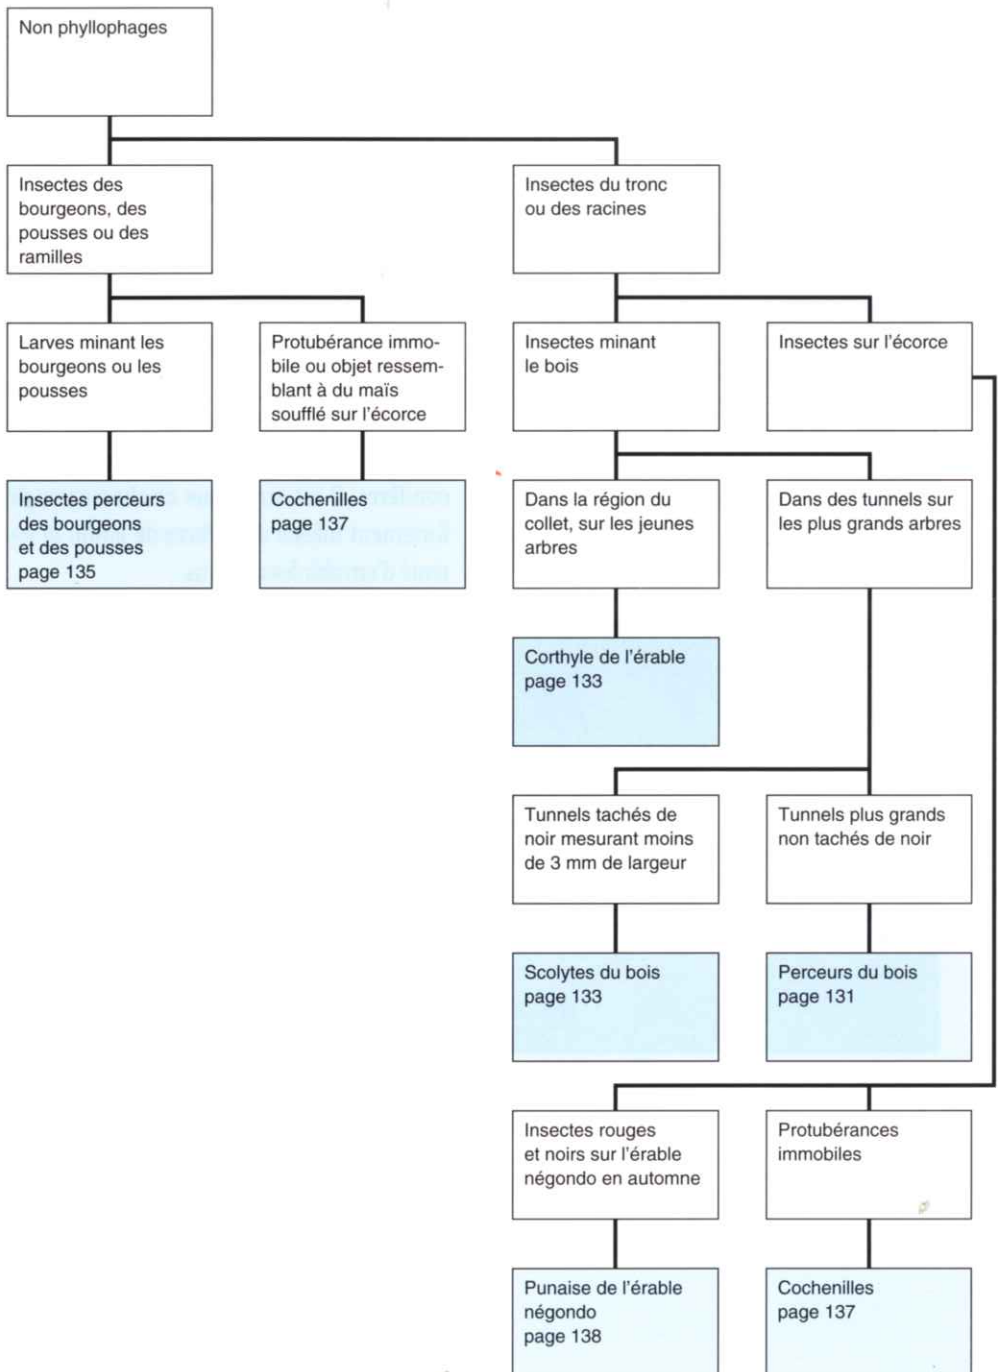 Non phyllophages
Insectes des
bourgeons, des
pousses ou des
ramilles
Insectes du tronc
ou des racines
Larves minant les
bourgeons ou les
pousses
Protubérance immo-
bile ou objet ressem-
blant à du maïs
soufflé sur l'écorce
Insectes minant
le bois
Insectes sur l'écorce
Insectes perceurs
des bourgeons
et des pousses
page 135
Cochenilles
page 137
Dans la région du
collet, sur les jeunes
arbres
Dans des tunnels sur
les plus grands arbres
Corthyle de l'érable
page 133
Tunnels tachés de
noir mesurant moins
de 3 mm de largeur
Tunnels plus grands
non tachés de noir
Scolytes du bois
page 133
Perceurs du bois
page 131
Insectes rouges
et noirs sur l'érable
négondo en automne
Protubérances
immobiles
Punaise de l'érable
négondo
page 138
Cochenilles
page 137